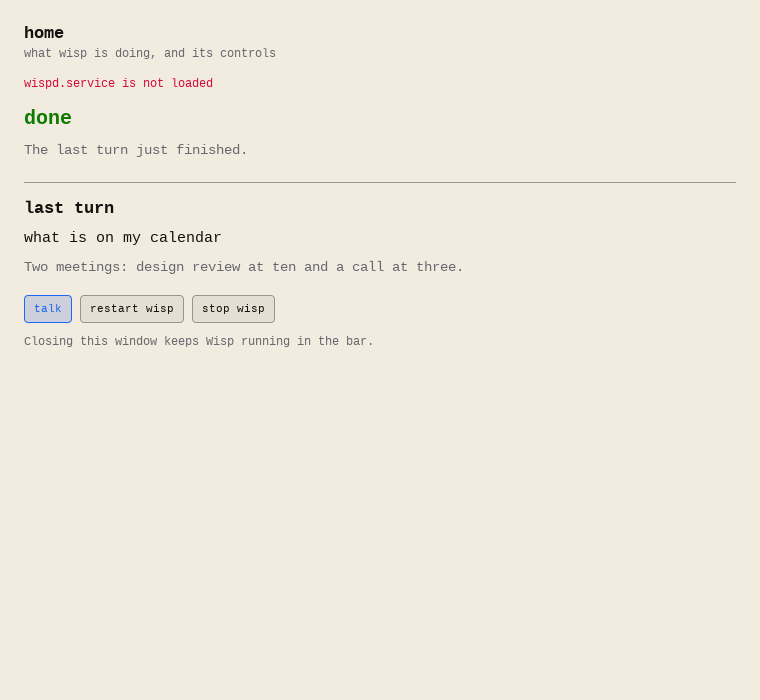 home
what wisp is doing, and its controls
wispd.service is not loaded
done
The last turn just finished.
last turn
what is on my calendar
Two meetings: design review at ten and a call at three.
talk restart wisp stop wisp
Closing this window keeps Wisp running in the bar.